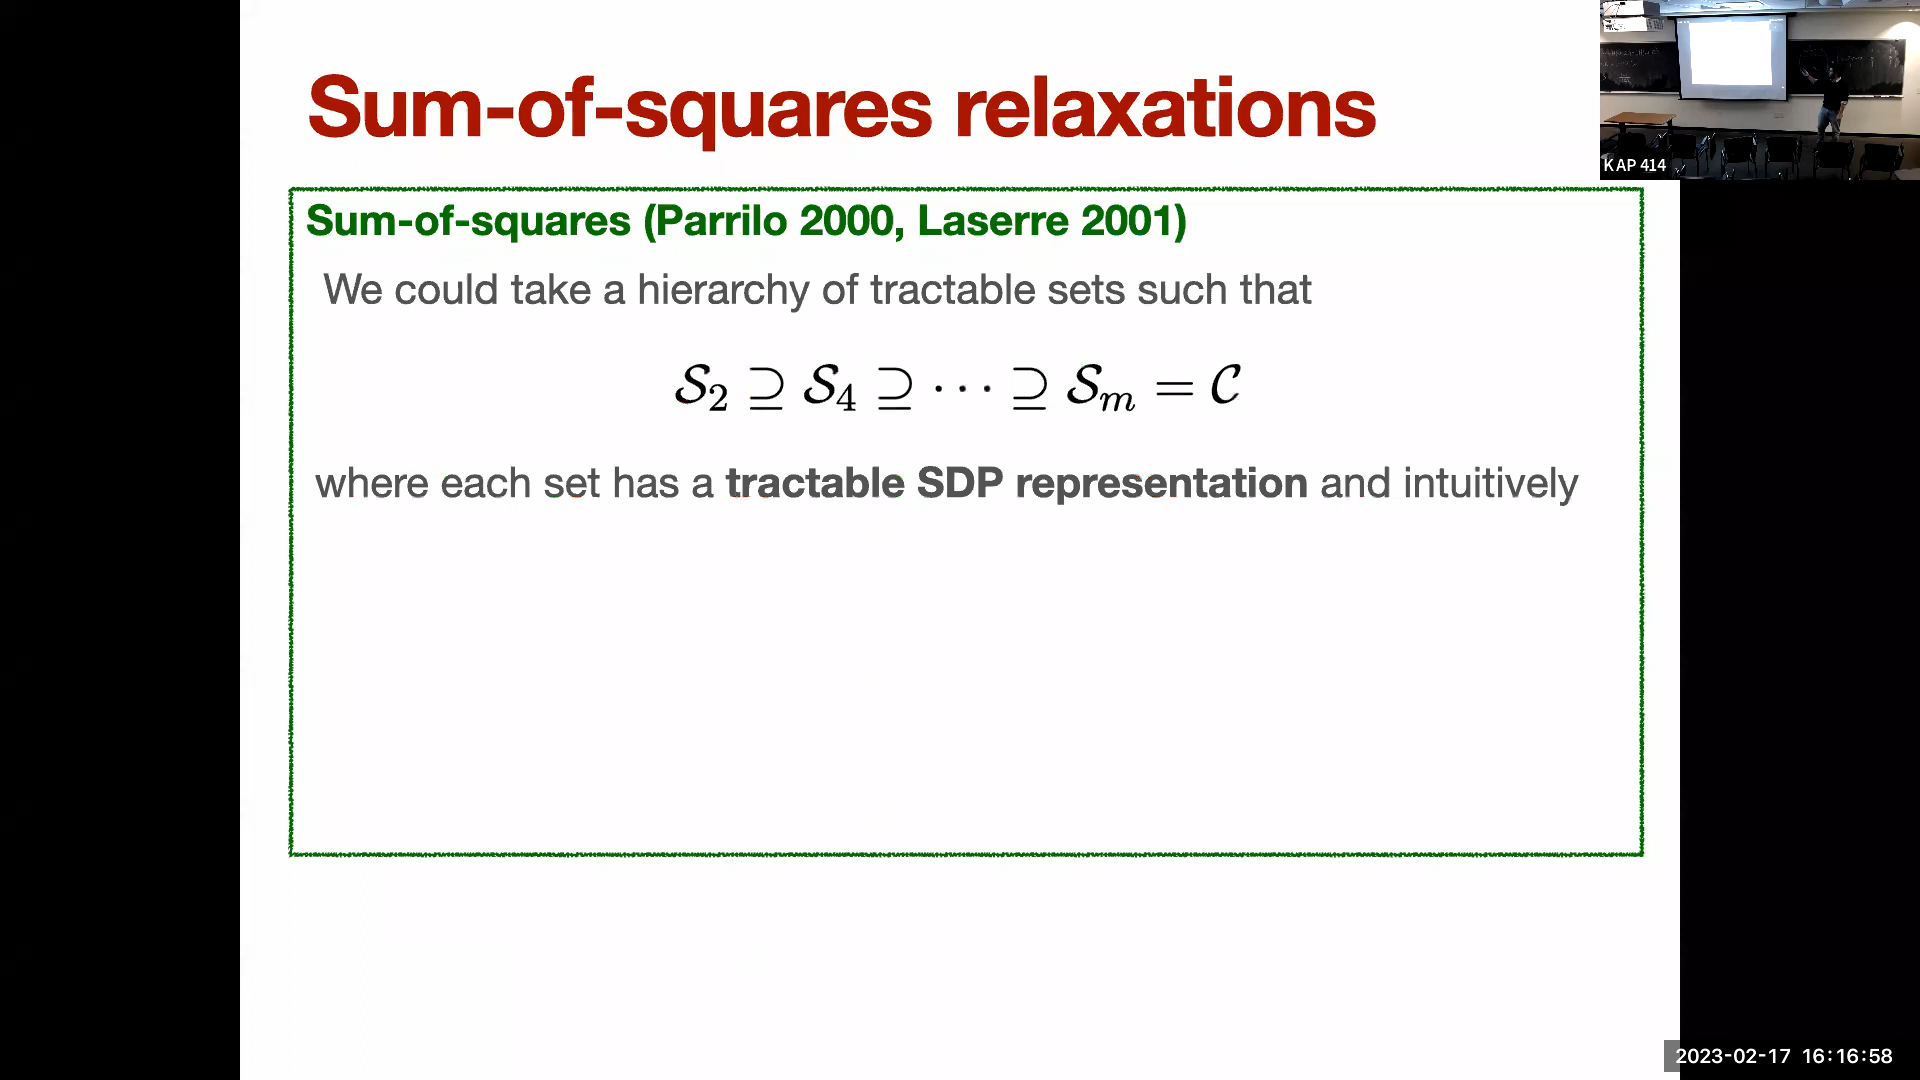 Sum-of-squares relaxations
KAP 414
Sum-of-squares (Parrilo 2000, Laserre 2001)
We could take a hierarchy of tractable sets such that
𝒮₂ ⊇ 𝒮₄ ⊇ ⋯ ⊇ 𝒮ₘ = 𝒞
where each set has a tractable SDP representation and intuitively
2023-02-17 16:16:58